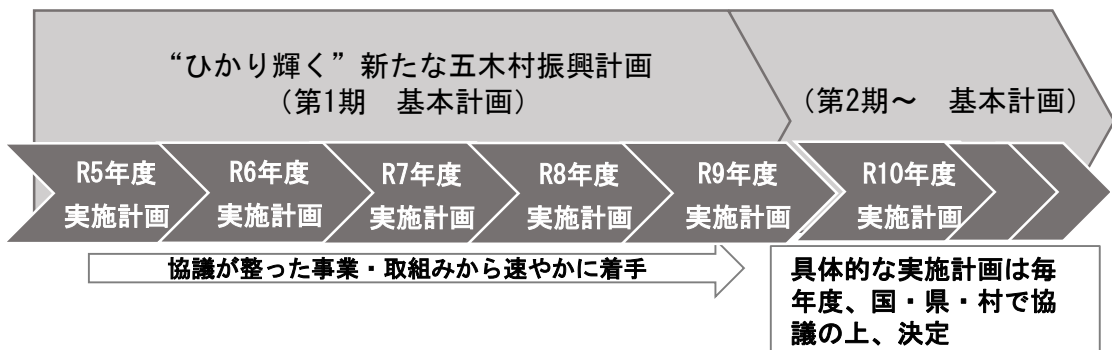 “ひかり輝く”新たな五木村振興計画
（第1期　基本計画）
（第2期～　基本計画）
R5年度
実施計画
R6年度
実施計画
R7年度
実施計画
R8年度
実施計画
R9年度
実施計画
R10年度
実施計画
協議が整った事業・取組みから速やかに着手
具体的な実施計画は毎
年度、国・県・村で協
議の上、決定